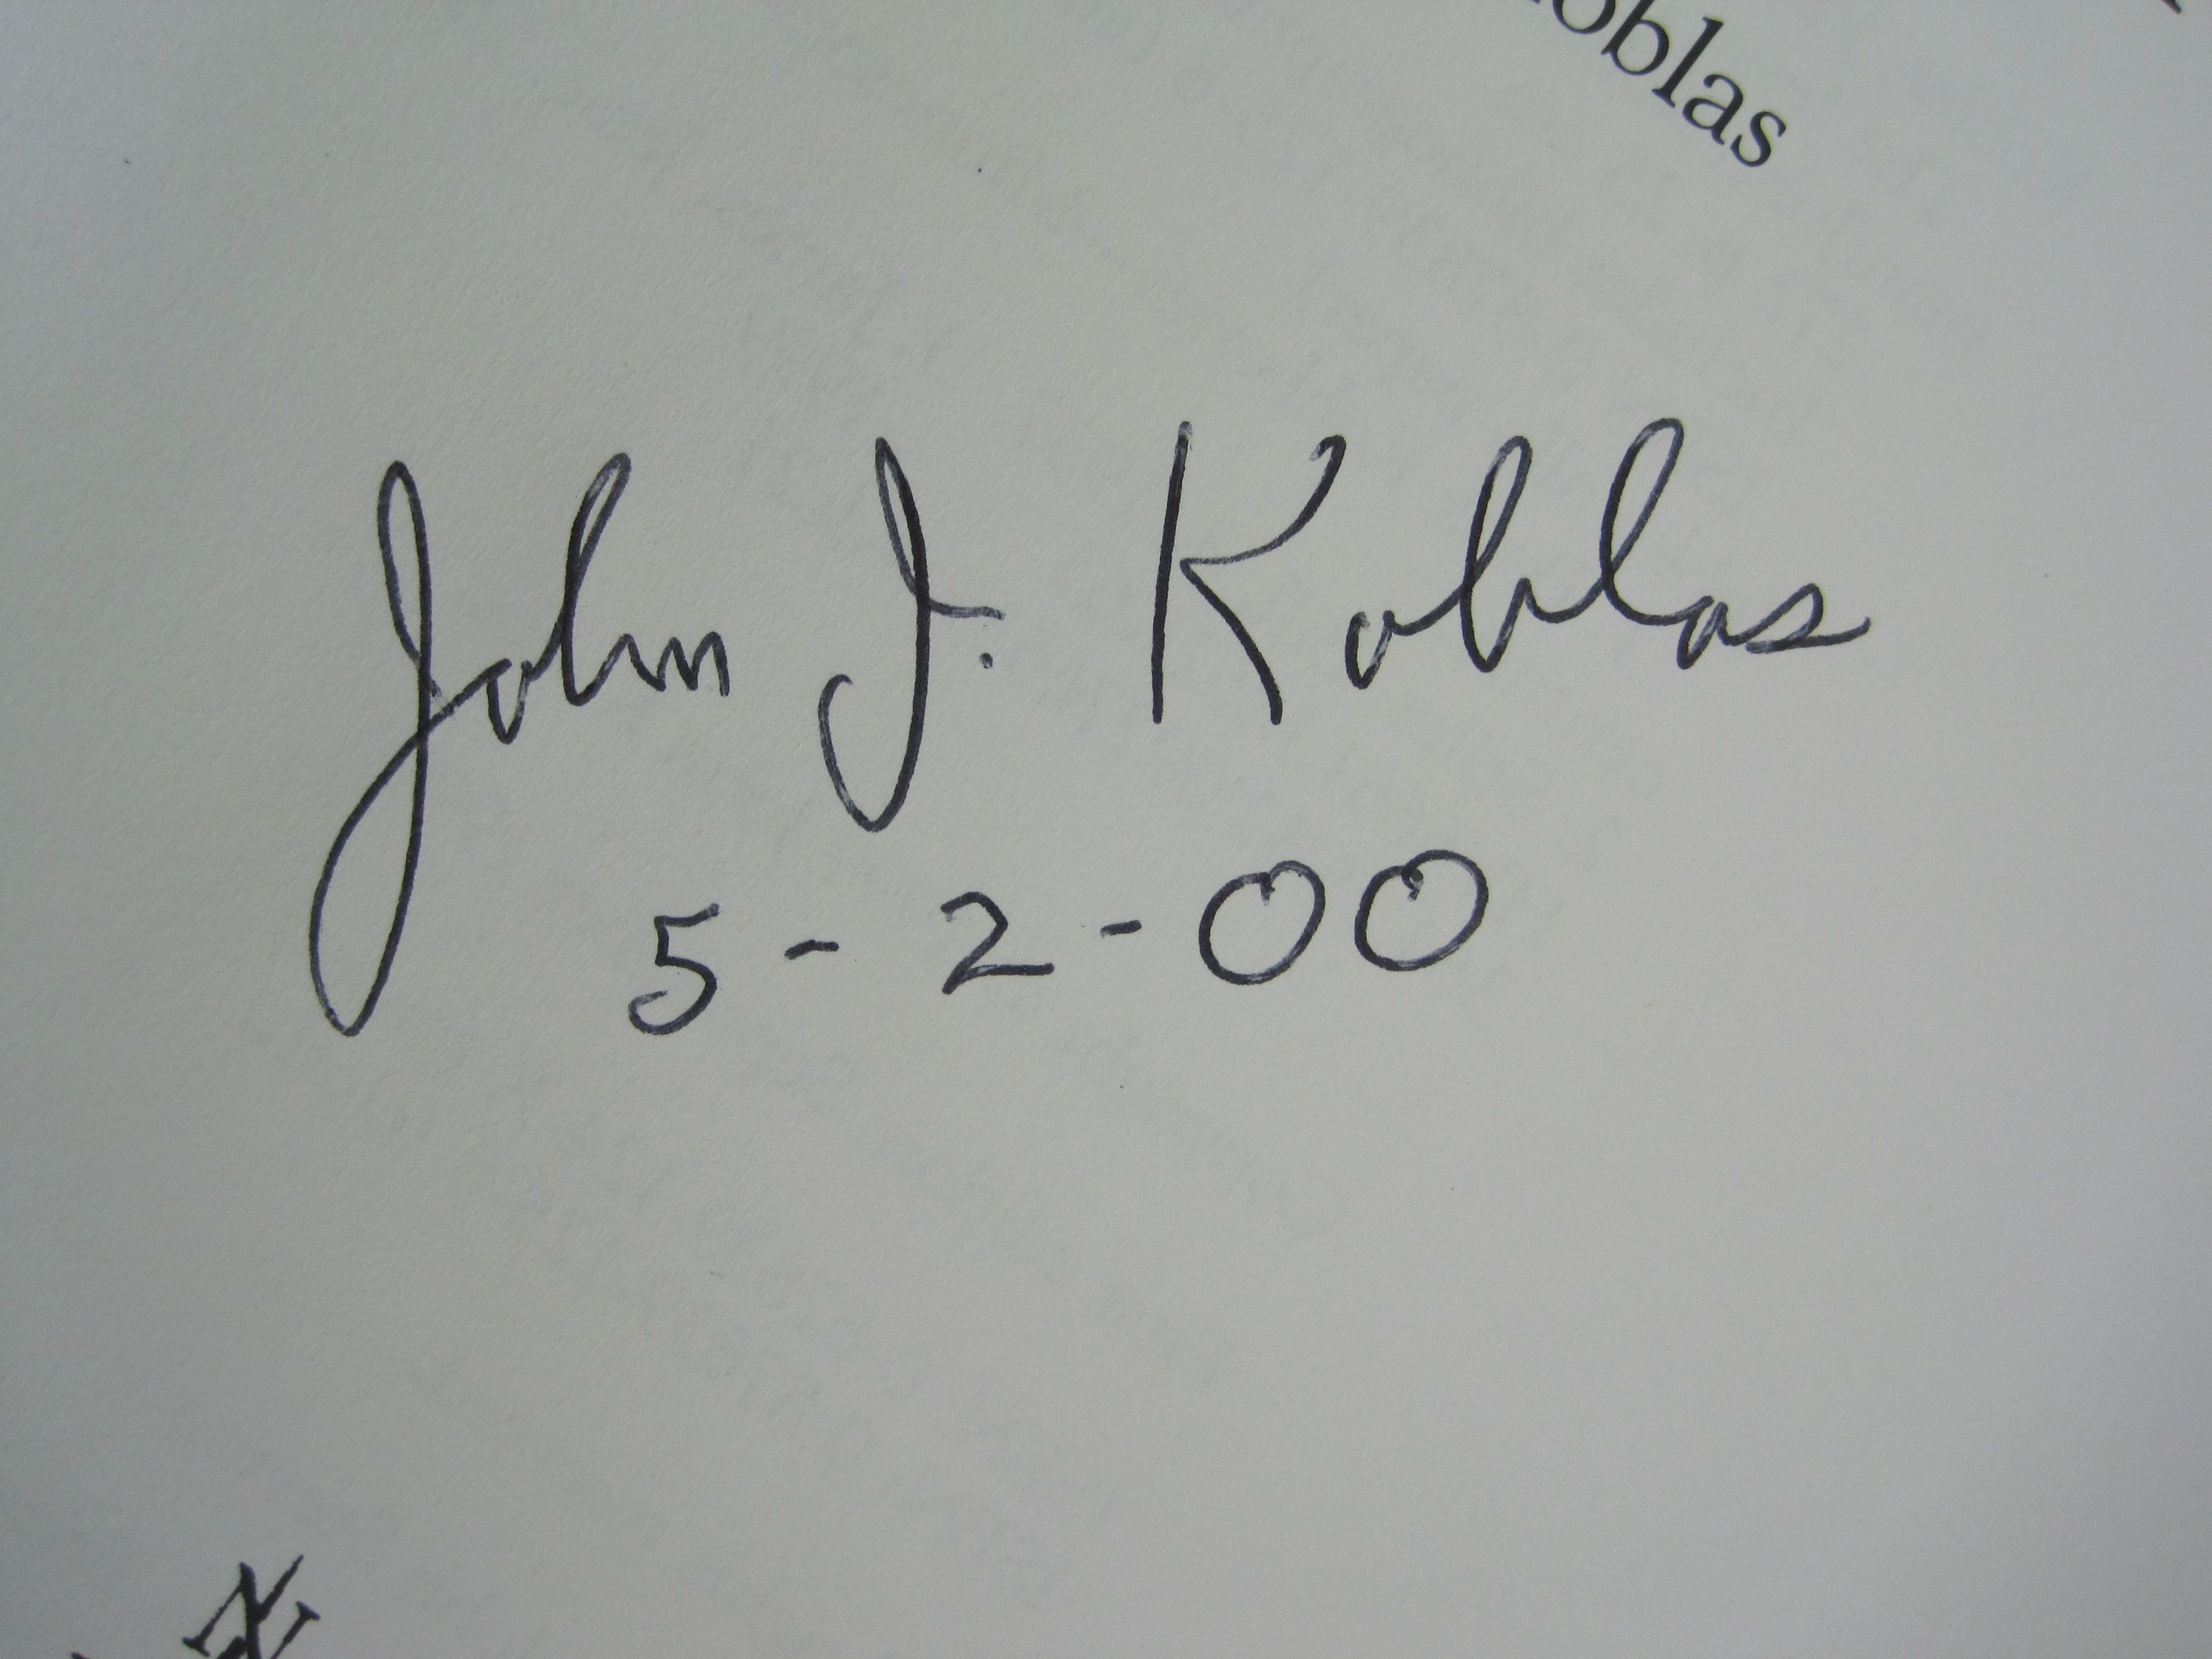 oblas
John J. Koblas
5-2-00